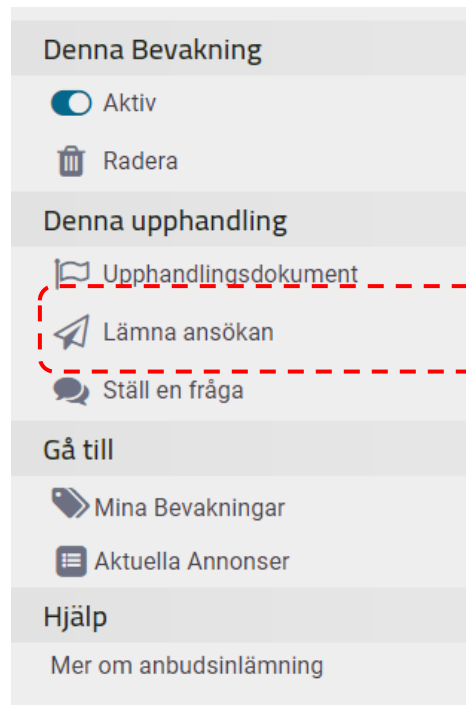 Denna Bevakning
Aktiv
Radera
Denna upphandling
Upphandlingsdokument
Lämna ansökan
Ställ en fråga
Gå till
Mina Bevakningar
Aktuella Annonser
Hjälp
Mer om anbudsinlämning